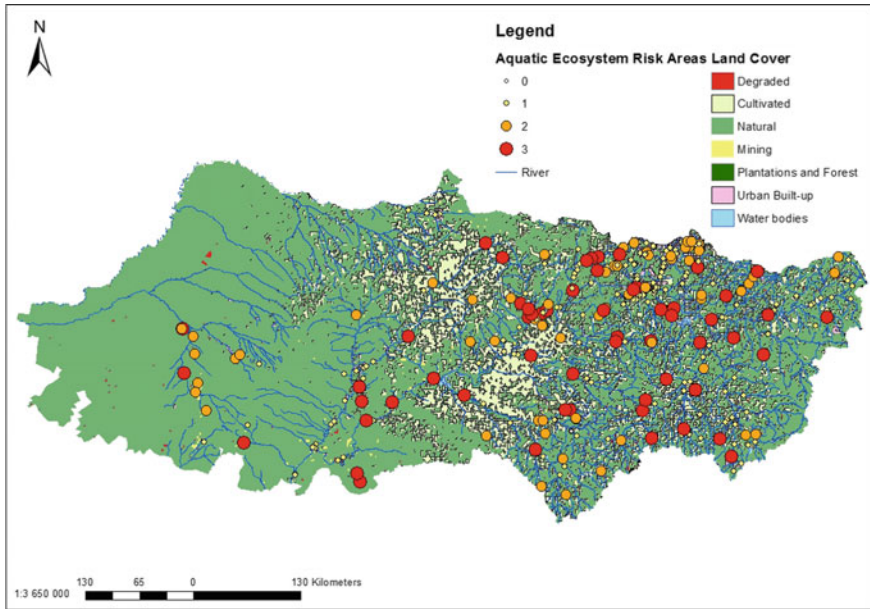 N
Legend
Aquatic Ecosystem Risk Areas Land Cover
0
1
2
3
River
Degraded
Cultivated
Natural
Mining
Plantations and Forest
Urban Built-up
Water bodies
130 65 0 130 Kilometers
1:3 650 000